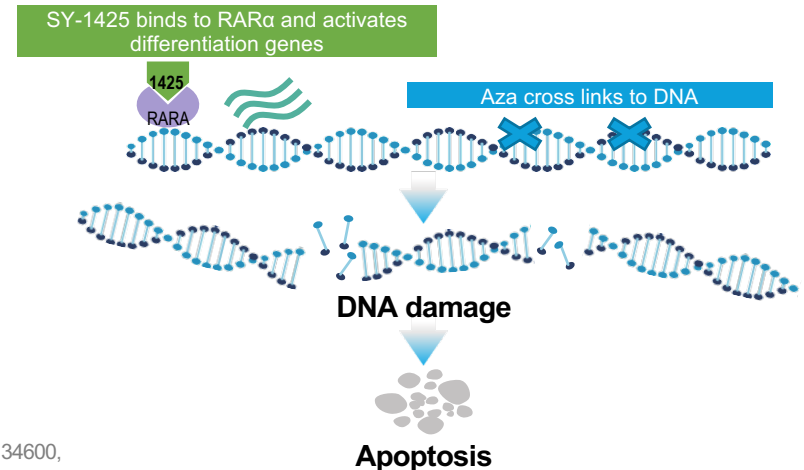 SY-1425 binds to RARα and activates
differentiation genes
1425
RARA
Aza cross links to DNA
DNA damage
Apoptosis
34600,